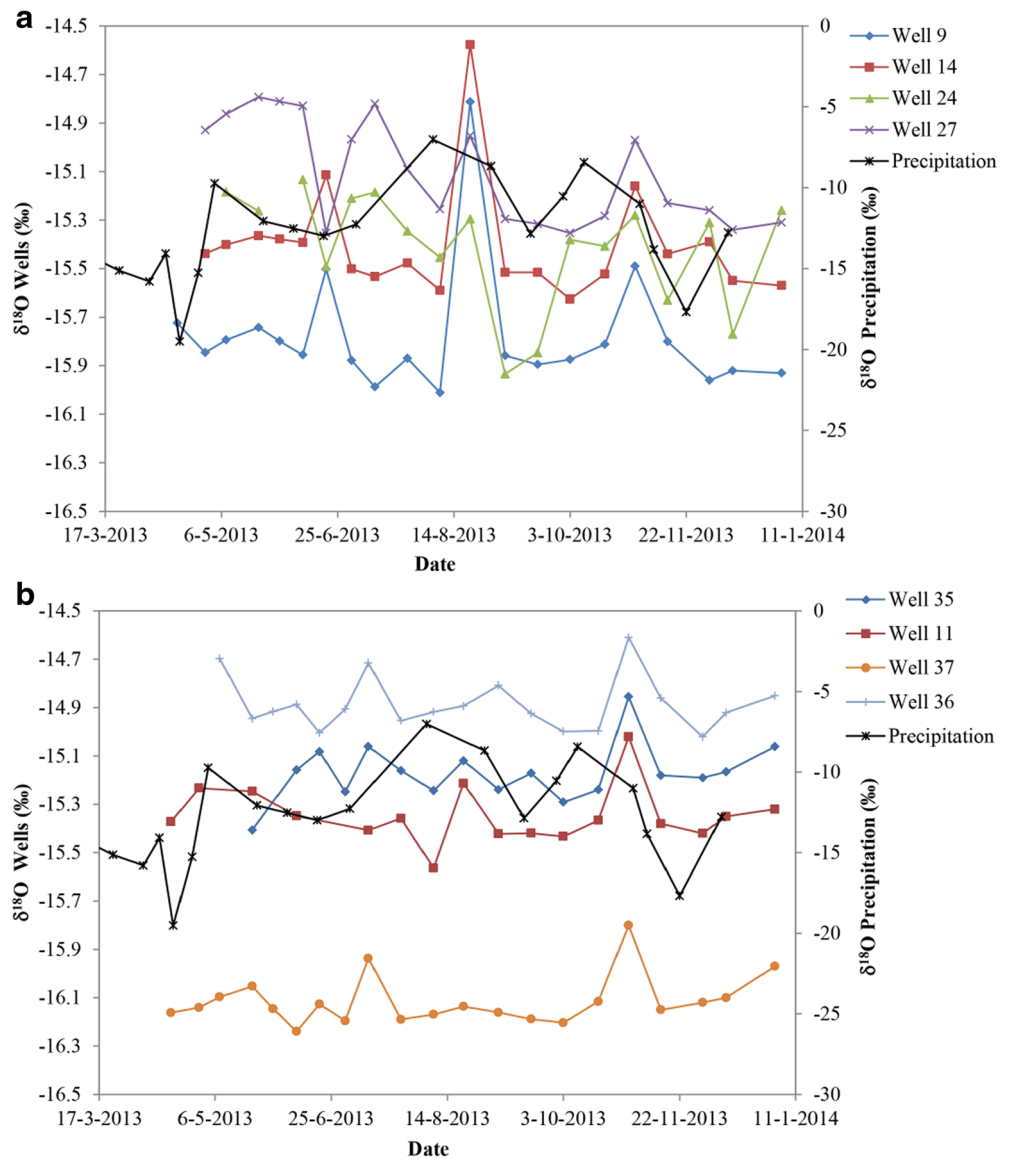 a
-14.5
-14.7
-14.9
-15.1
-15.3
-15.5
-15.7
-15.9
-16.1
-16.3
-16.5
δ18O Wells (‰)
0
-5
-10
-15
-20
-25
-30
δ18O Precipitation (‰)
17-3-2013 6-5-2013 25-6-2013 14-8-2013 3-10-2013 22-11-2013 11-1-2014
Date
Well 9
Well 14
Well 24
Well 27
Precipitation
b
-14.5
-14.7
-14.9
-15.1
-15.3
-15.5
-15.7
-15.9
-16.1
-16.3
-16.5
δ18O Wells (‰)
0
-5
-10
-15
-20
-25
-30
δ18O Precipitation (‰)
17-3-2013 6-5-2013 25-6-2013 14-8-2013 3-10-2013 22-11-2013 11-1-2014
Date
Well 35
Well 11
Well 37
Well 36
Precipitation